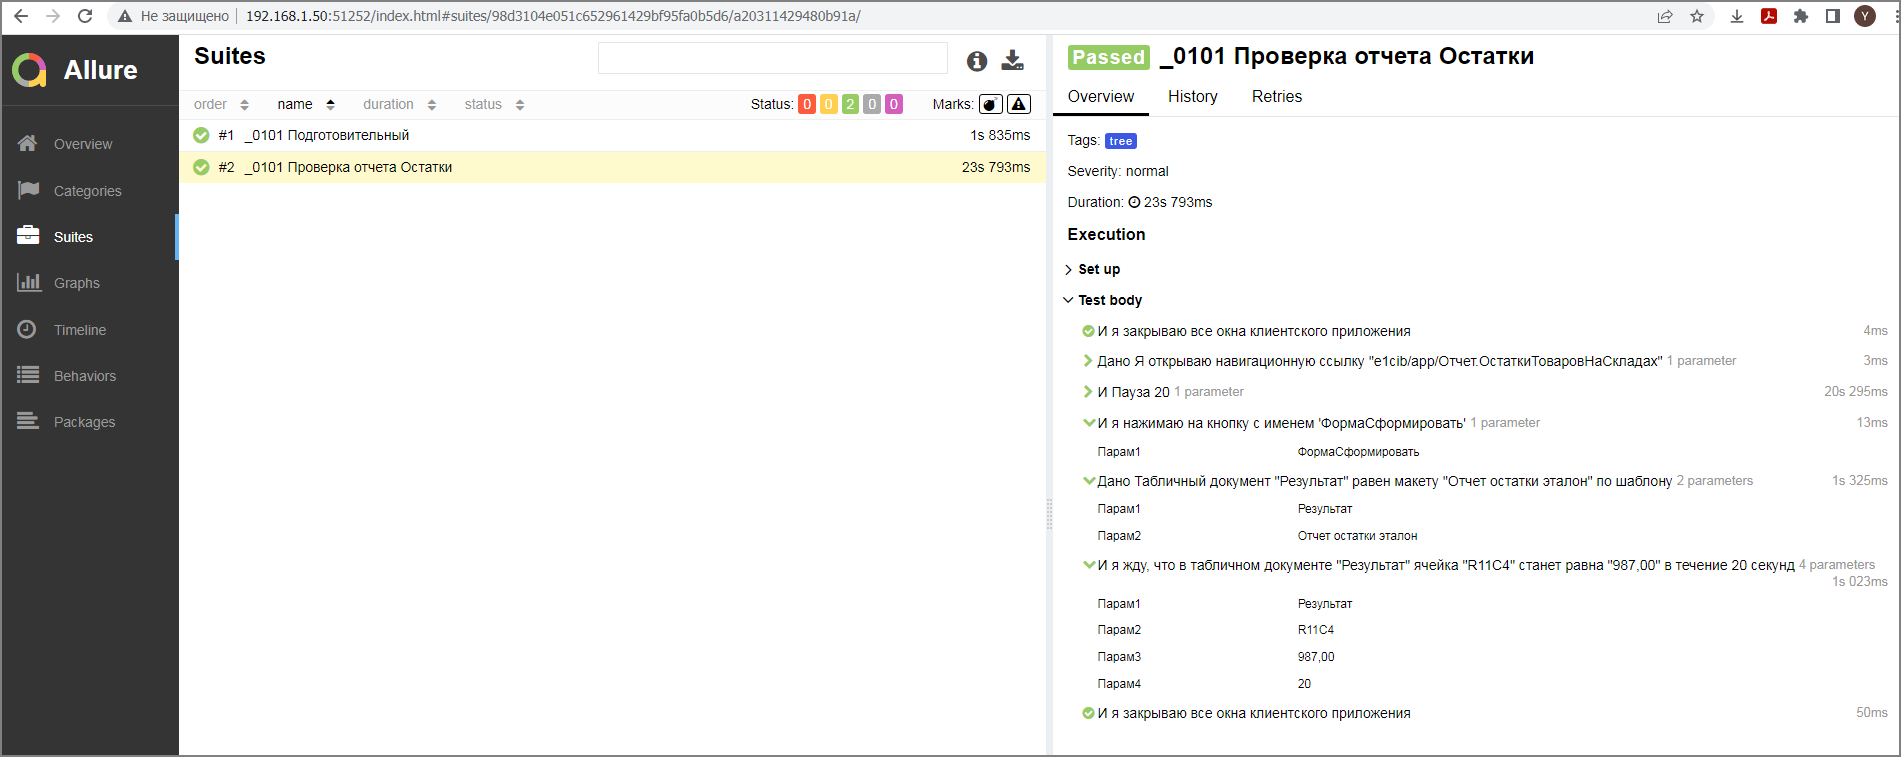 Не защищено 192.168.1.50:51252/index.html#suites/98d3104e051c652961429bf95fa0b5d6/a20311429480b91a/ Y
Allure
Overview
Categories
Suites
Graphs
Timeline
Behaviors
Packages
Suites
order name duration status Status: 0 0 2 0 0 Marks:
#1 _0101 Подготовительный 1s 835ms
#2 _0101 Проверка отчета Остатки 23s 793ms
Passed _0101 Проверка отчета Остатки
Overview History Retries
Tags: tree
Severity: normal
Duration: 23s 793ms
Execution
Set up
Test body
И я закрываю все окна клиентского приложения 4ms
Дано Я открываю навигационную ссылку "e1cib/app/Отчет.ОстаткиТоваровНаСкладах" 1 parameter 3ms
И Пауза 20 1 parameter 20s 295ms
И я нажимаю на кнопку с именем 'ФормаСформировать' 1 parameter 13ms
Парам1 ФормаСформировать
Дано Табличный документ "Результат" равен макету "Отчет остатки эталон" по шаблону 2 parameters 1s 325ms
Парам1 Результат
Парам2 Отчет остатки эталон
И я жду, что в табличном документе "Результат" ячейка "R11C4" станет равна "987,00" в течение 20 секунд 4 parameters
1s 023ms
Парам1 Результат
Парам2 R11C4
Парам3 987,00
Парам4 20
И я закрываю все окна клиентского приложения 50ms